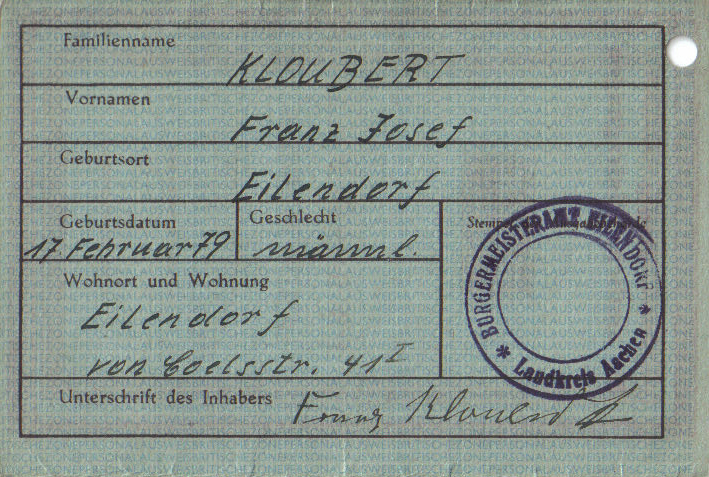 Familienname
KLOUBERT
Vornamen
Franz Josef
Geburtsort
Eilendorf
Geburtsdatum
17. Februar 79
Geschlecht
männl.
Wohnort und Wohnung
Eilendorf
von Coelsstr. 41 I
BÜRGERMEISTERAMT EILENDORF
* Landkreis Aachen *
Unterschrift des Inhabers
Franz Kloubert